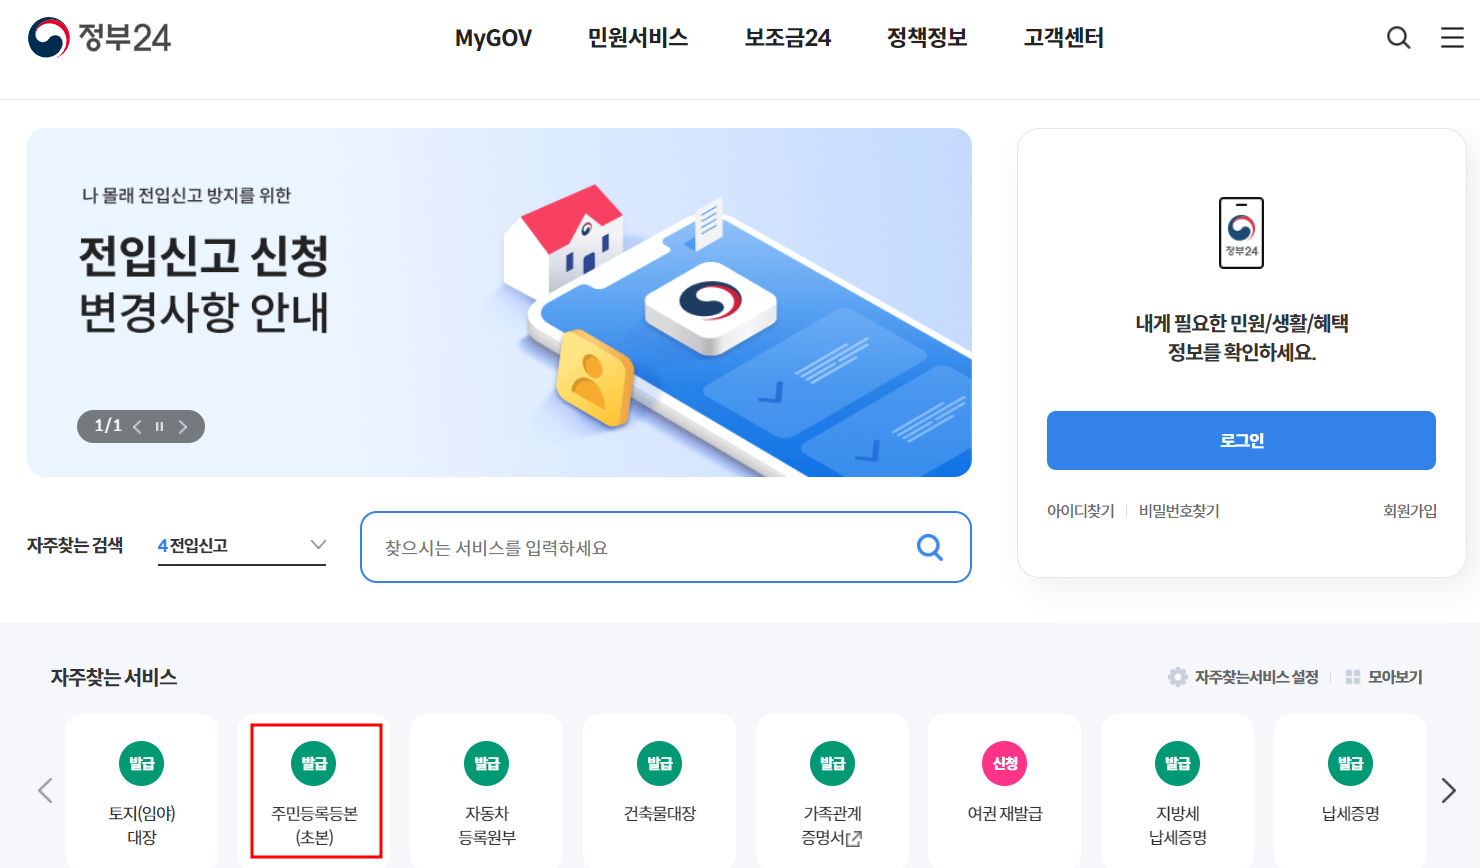 정부24
MyGOV
민원서비스
보조금24
정책정보
고객센터
나 몰래 전입신고 방지를 위한
전입신고 신청
변경사항 안내
1/1
정부24
내게 필요한 민원/생활/혜택
정보를 확인하세요.
로그인
아이디찾기
비밀번호찾기
회원가입
자주찾는 검색
4 전입신고
찾으시는 서비스를 입력하세요
자주찾는 서비스
자주찾는서비스 설정
모아보기
발급
토지(임야)
대장
발급
주민등록등본
(초본)
발급
자동차
등록원부
발급
건축물대장
발급
가족관계
증명서
신청
여권 재발급
발급
지방세
납세증명
발급
납세증명